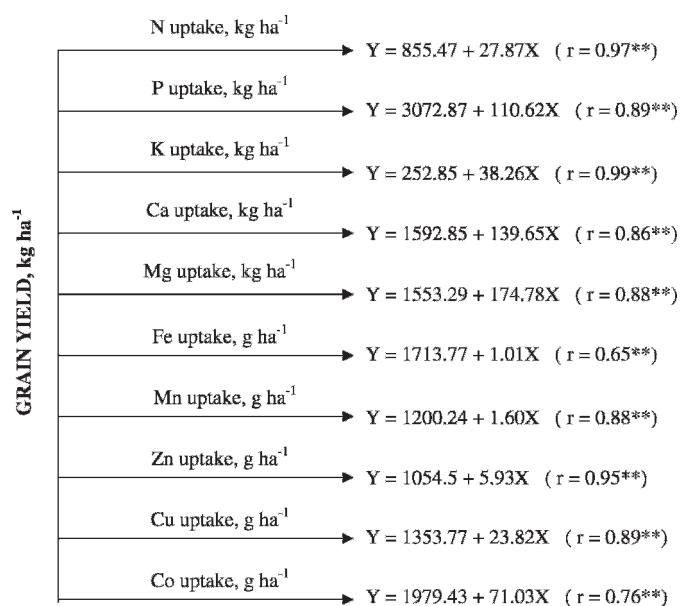 GRAIN YIELD, kg ha⁻¹
N uptake, kg ha⁻¹
Y = 855.47 + 27.87X ( r = 0.97**)
P uptake, kg ha⁻¹
Y = 3072.87 + 110.62X ( r = 0.89**)
K uptake, kg ha⁻¹
Y = 252.85 + 38.26X ( r = 0.99**)
Ca uptake, kg ha⁻¹
Y = 1592.85 + 139.65X ( r = 0.86**)
Mg uptake, kg ha⁻¹
Y = 1553.29 + 174.78X ( r = 0.88**)
Fe uptake, g ha⁻¹
Y = 1713.77 + 1.01X ( r = 0.65**)
Mn uptake, g ha⁻¹
Y = 1200.24 + 1.60X ( r = 0.88**)
Zn uptake, g ha⁻¹
Y = 1054.5 + 5.93X ( r = 0.95**)
Cu uptake, g ha⁻¹
Y = 1353.77 + 23.82X ( r = 0.89**)
Co uptake, g ha⁻¹
Y = 1979.43 + 71.03X ( r = 0.76**)